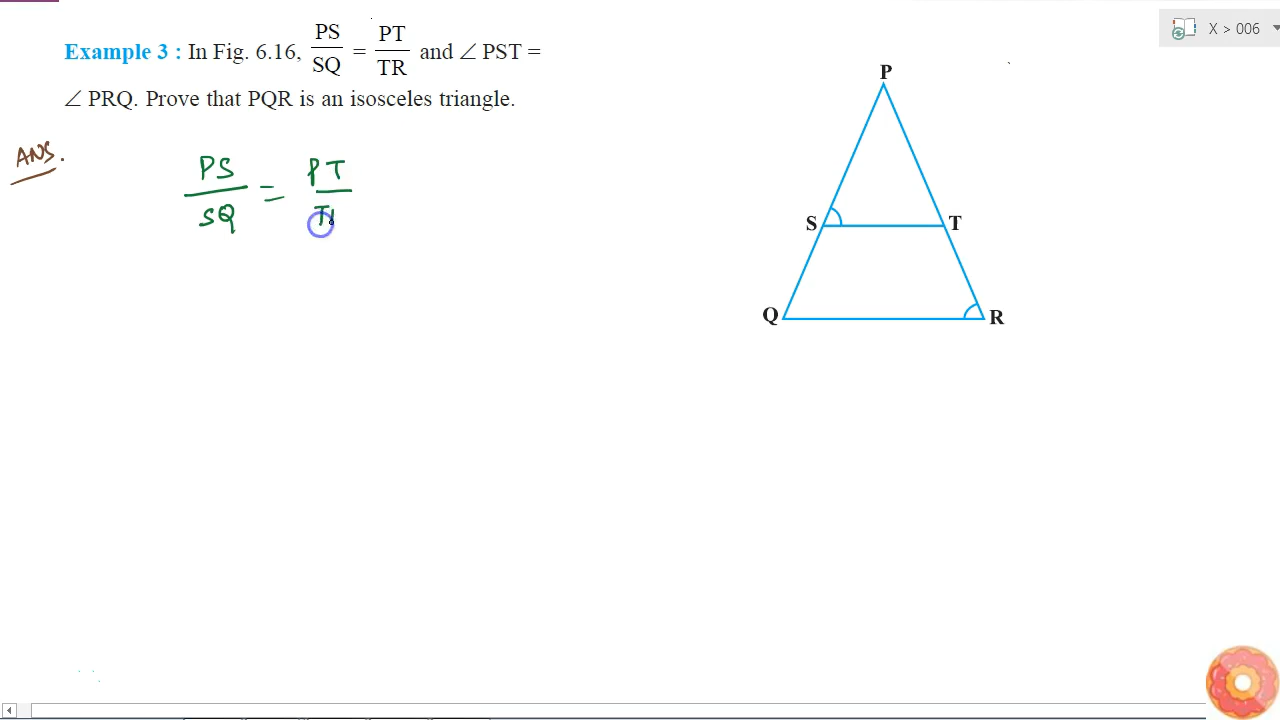 Example 3 : In Fig. 6.16, PS/SQ = PT/TR and ∠ PST =
∠ PRQ. Prove that PQR is an isosceles triangle.
ANS.
PS/SQ = PT/
X > 006
P
S
T
Q
R